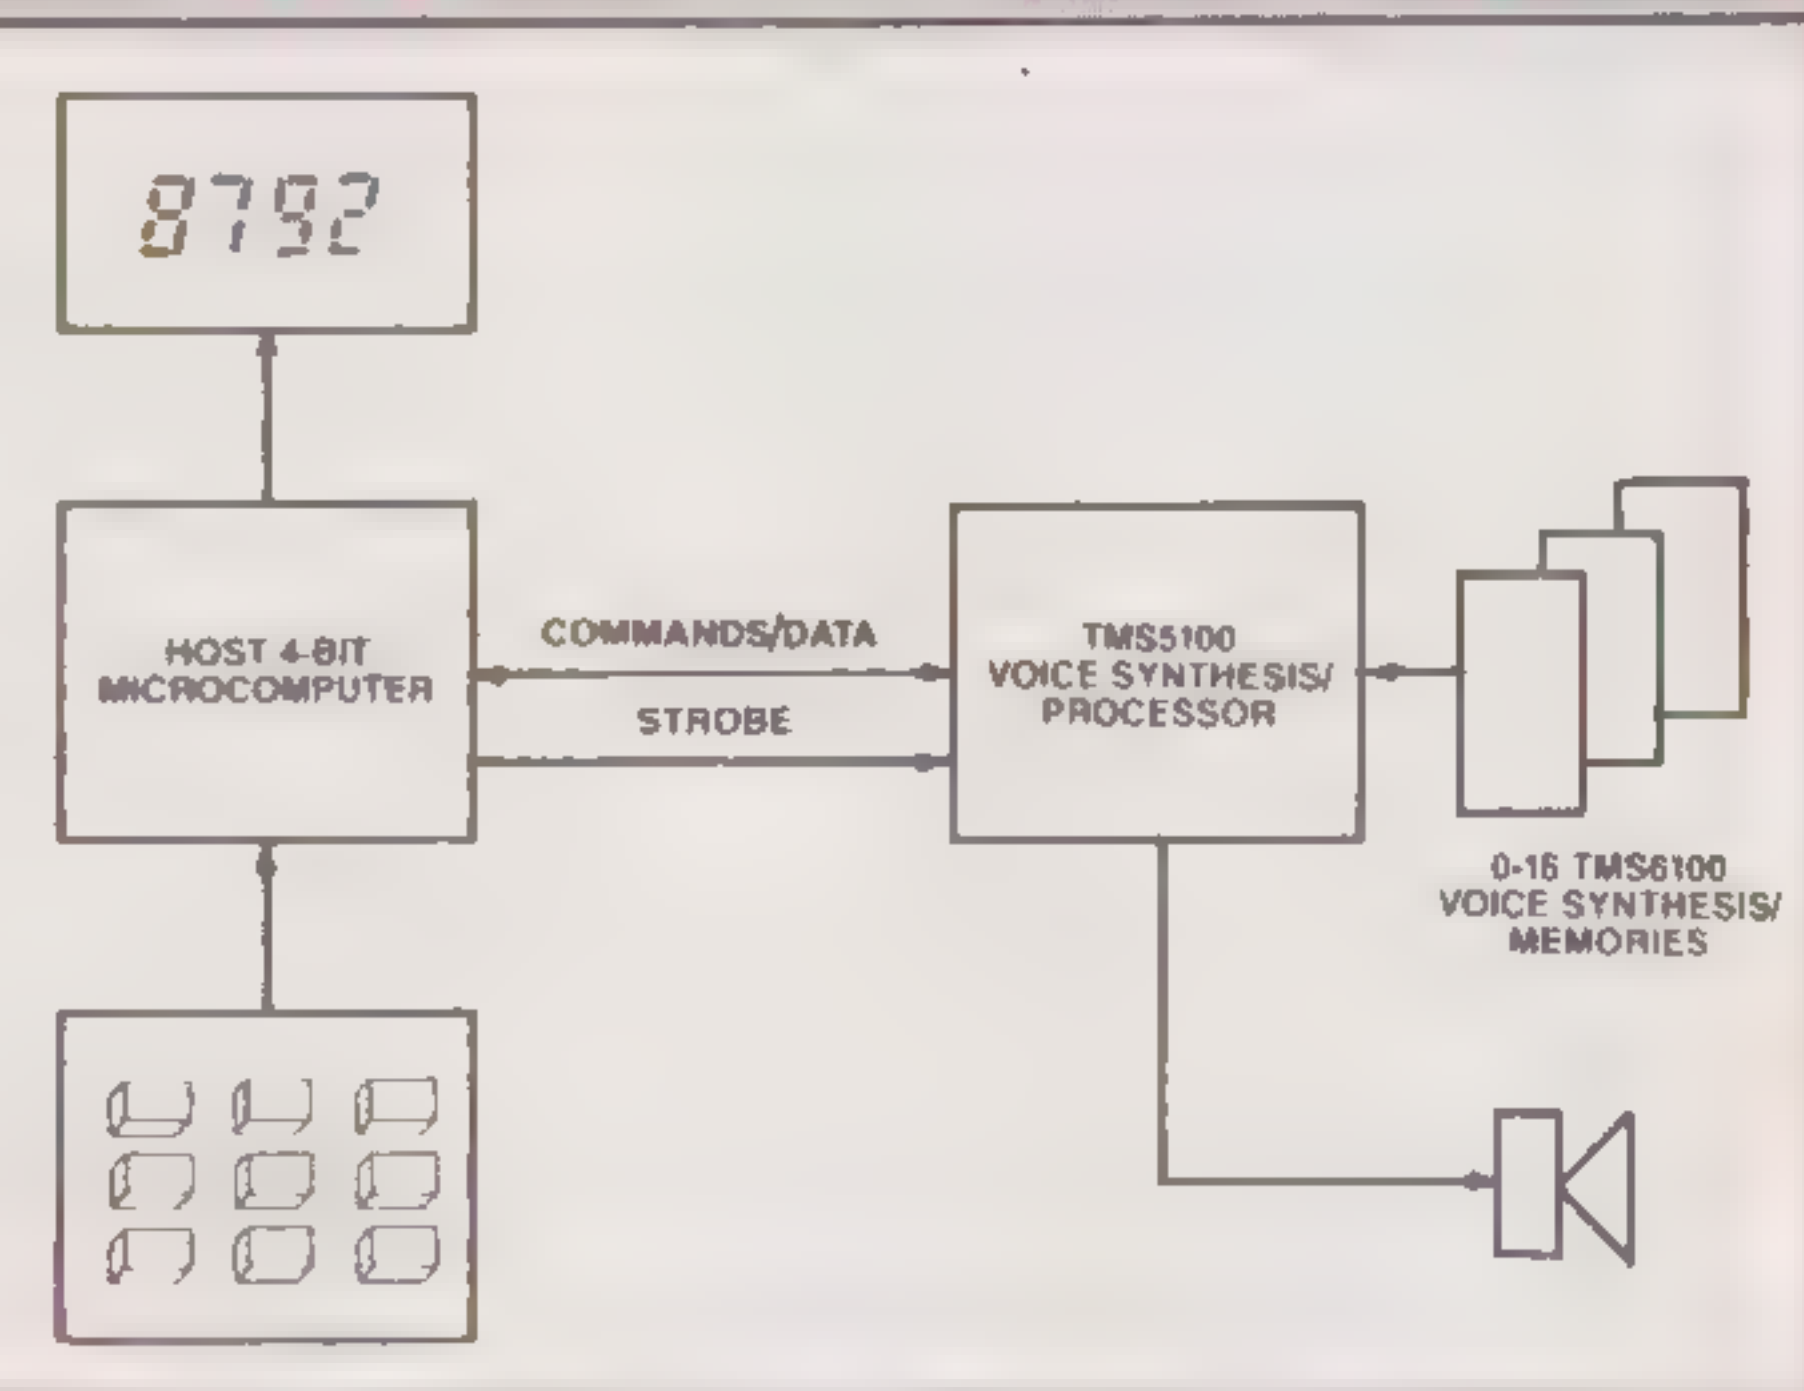 8792
HOST 4-BIT
MICROCOMPUTER
COMMANDS/DATA
STROBE
TMS5100
VOICE SYNTHESIS/
PROCESSOR
0-16 TMS6100
VOICE SYNTHESIS/
MEMORIES